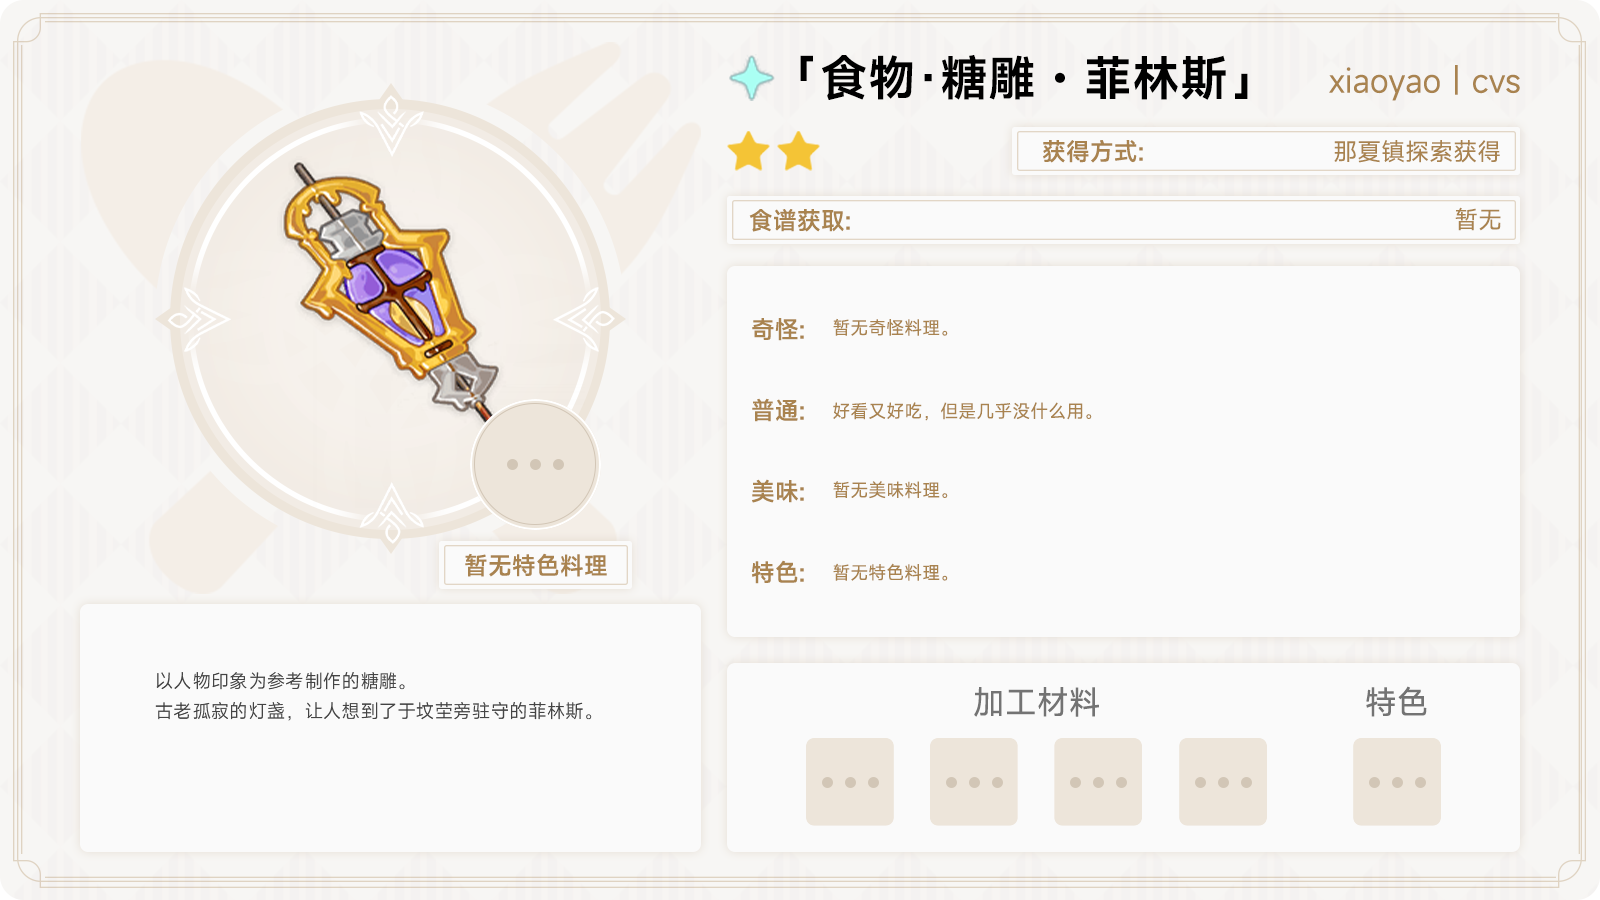 「食物·糖雕・菲林斯」
xiaoyao | cvs
获得方式: 那夏镇探索获得
食谱获取: 暂无
奇怪: 暂无奇怪料理。
普通: 好看又好吃，但是几乎没什么用。
美味: 暂无美味料理。
特色: 暂无特色料理。
暂无特色料理
以人物印象为参考制作的糖雕。
古老孤寂的灯盏，让人想到了于坟茔旁驻守的菲林斯。
加工材料 特色